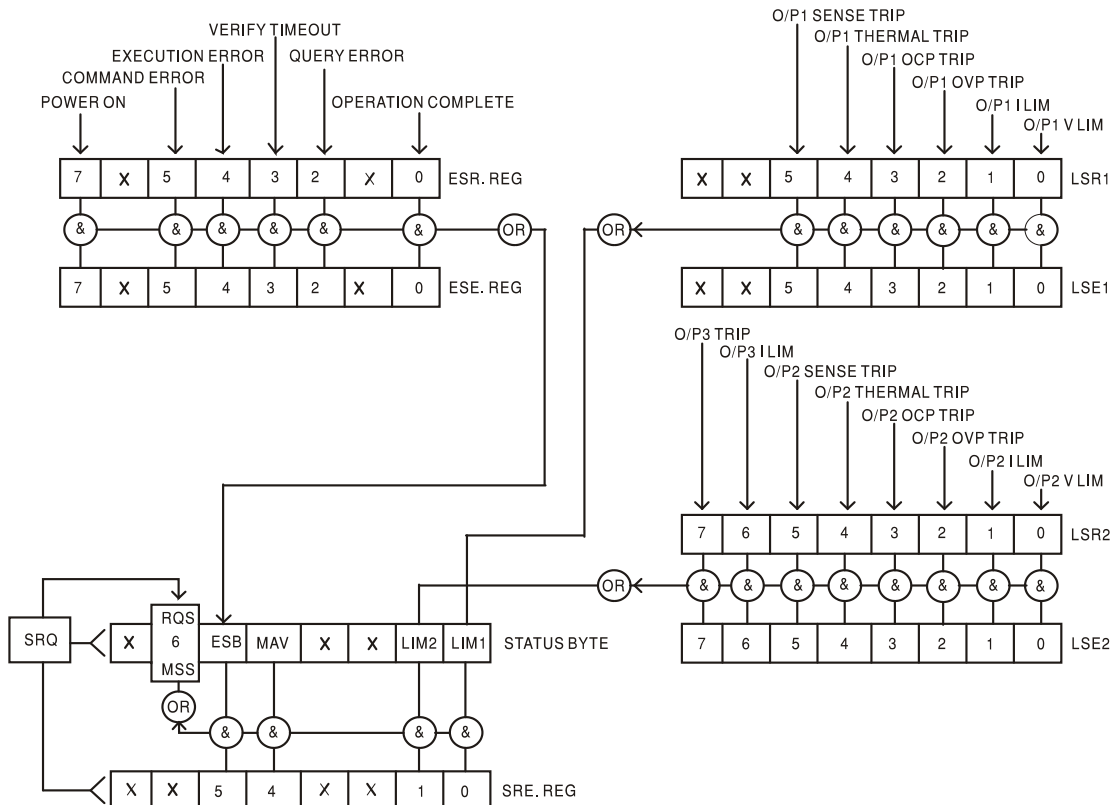 VERIFY TIMEOUT
EXECUTION ERROR QUERY ERROR
COMMAND ERROR
POWER ON OPERATION COMPLETE
7 X 5 4 3 2 X 0 ESR. REG
& & & & & & OR
7 X 5 4 3 2 X 0 ESE. REG
O/P1 SENSE TRIP
O/P1 THERMAL TRIP
O/P1 OCP TRIP
O/P1 OVP TRIP
O/P1 I LIM
O/P1 V LIM
X X 5 4 3 2 1 0 LSR1
OR & & & & & &
X X 5 4 3 2 1 0 LSE1
O/P3 TRIP
O/P3 I LIM
O/P2 SENSE TRIP
O/P2 THERMAL TRIP
O/P2 OCP TRIP
O/P2 OVP TRIP
O/P2 I LIM
O/P2 V LIM
7 6 5 4 3 2 1 0 LSR2
OR & & & & & & & &
7 6 5 4 3 2 1 0 LSE2
RQS
SRQ X 6 ESB MAV X X LIM2 LIM1 STATUS BYTE
MSS
OR
& & & &
X X 5 4 X X 1 0 SRE. REG